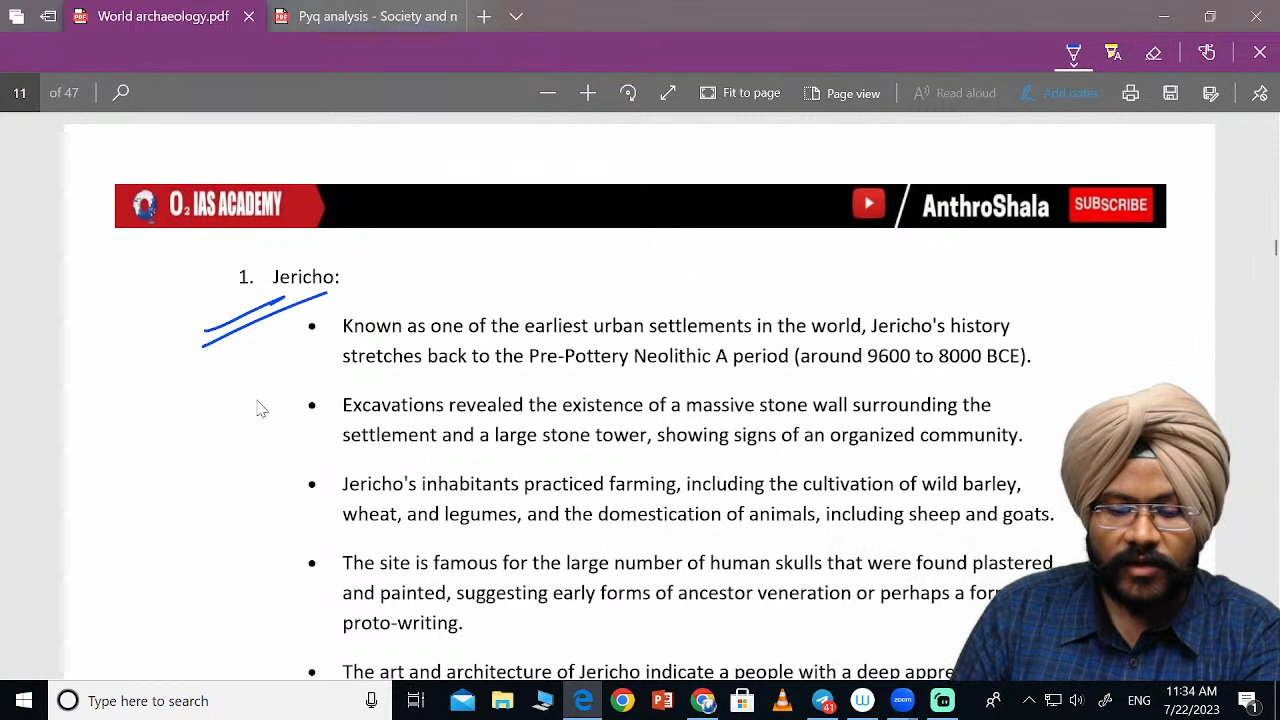 World archaeology.pdf
Pyq analysis - Society and n
11 of 47
Fit to page
Page view
Read aloud
Add notes
O₂ IAS ACADEMY
AnthroShala
SUBSCRIBE
1. Jericho:
• Known as one of the earliest urban settlements in the world, Jericho's history
stretches back to the Pre-Pottery Neolithic A period (around 9600 to 8000 BCE).
• Excavations revealed the existence of a massive stone wall surrounding the
settlement and a large stone tower, showing signs of an organized community.
• Jericho's inhabitants practiced farming, including the cultivation of wild barley,
wheat, and legumes, and the domestication of animals, including sheep and goats.
• The site is famous for the large number of human skulls that were found plastered
and painted, suggesting early forms of ancestor veneration or perhaps a for
proto-writing.
• The art and architecture of Jericho indicate a people with a deep appre
Type here to search
41
zoom
ENG
11:34 AM
7/22/2023
1